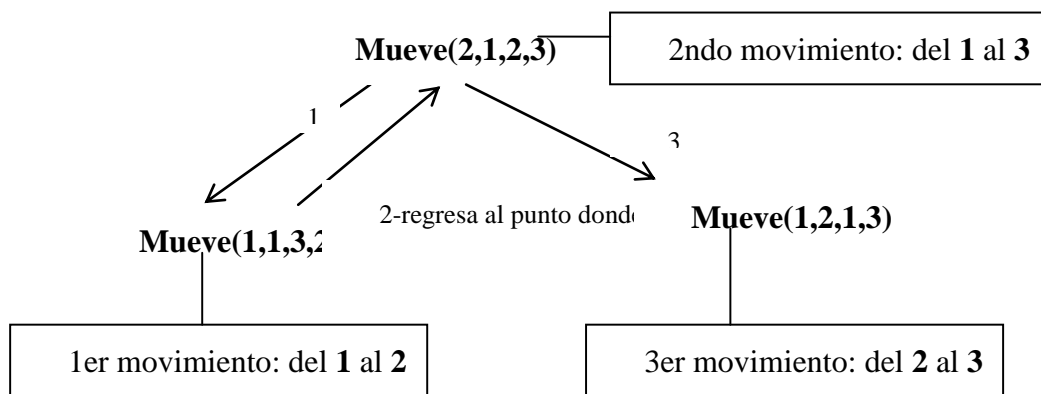 Mueve(2,1,2,3)
2ndo movimiento: del 1 al 3
1
3
2-regresa al punto donde
Mueve(1,2,1,3)
Mueve(1,1,3,2
1er movimiento: del 1 al 2
3er movimiento: del 2 al 3